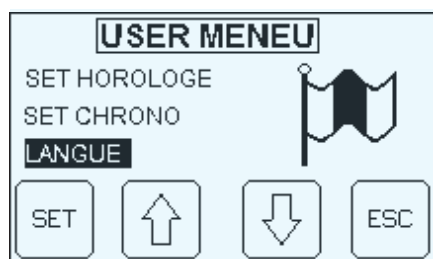 USER MENEU
SET HOROLOGE
SET CHRONO
LANGUE
SET
ESC